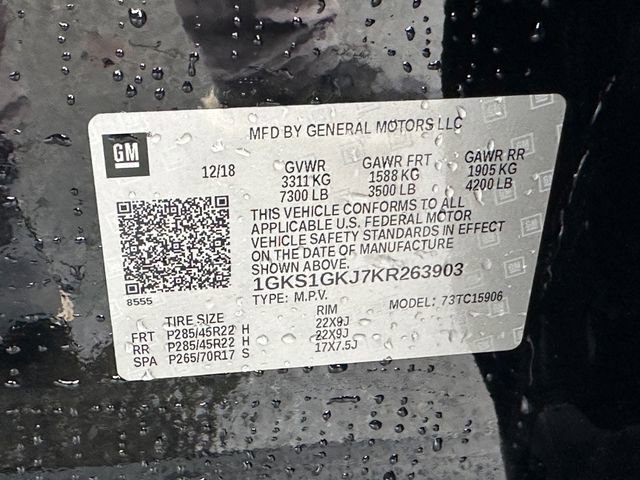 MFD BY GENERAL MOTORS LLC
GM
12/18 GVWR GAWR FRT GAWR RR
3311 KG 1588 KG 1905 KG
7300 LB 3500 LB 4200 LB
THIS VEHICLE CONFORMS TO ALL
APPLICABLE U.S. FEDERAL MOTOR
VEHICLE SAFETY STANDARDS IN EFFECT
ON THE DATE OF MANUFACTURE
SHOWN ABOVE.
1GKS1GKJ7KR263903
8555
TYPE: M.P.V. MODEL: 73TC15906
TIRE SIZE RIM
FRT P285/45R22 H 22X9J
RR P285/45R22 H 22X9J
SPA P265/70R17 S 17X7.5J